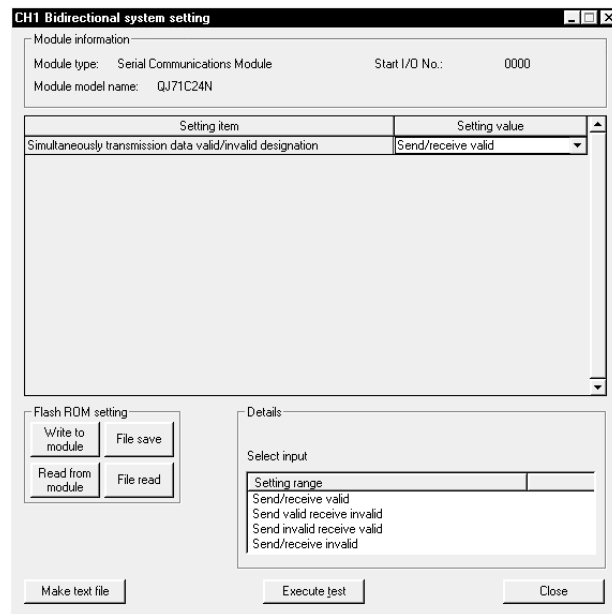 CH1 Bidirectional system setting
Module information
Module type: Serial Communications Module Start I/O No.: 0000
Module model name: QJ71C24N
Setting item Setting value
Simultaneously transmission data valid/invalid designation Send/receive valid
Flash ROM setting
Write to module
File save
Read from module
File read
Details
Select input
Setting range
Send/receive valid
Send valid receive invalid
Send invalid receive valid
Send/receive invalid
Make text file Execute test Close